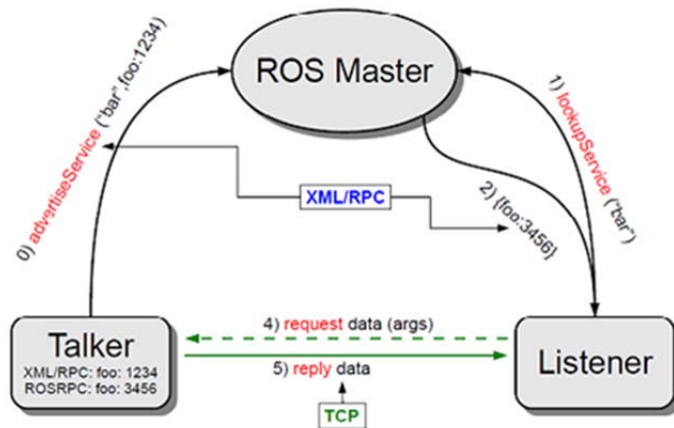 ROS Master
0) advertiseService ("bar",foo:1234)
1) lookupService ("bar")
XML/RPC
2) {foo:3456}
4) request data (args)
Talker
XML/RPC: foo: 1234
ROSRPC: foo: 3456
5) reply data
Listener
TCP